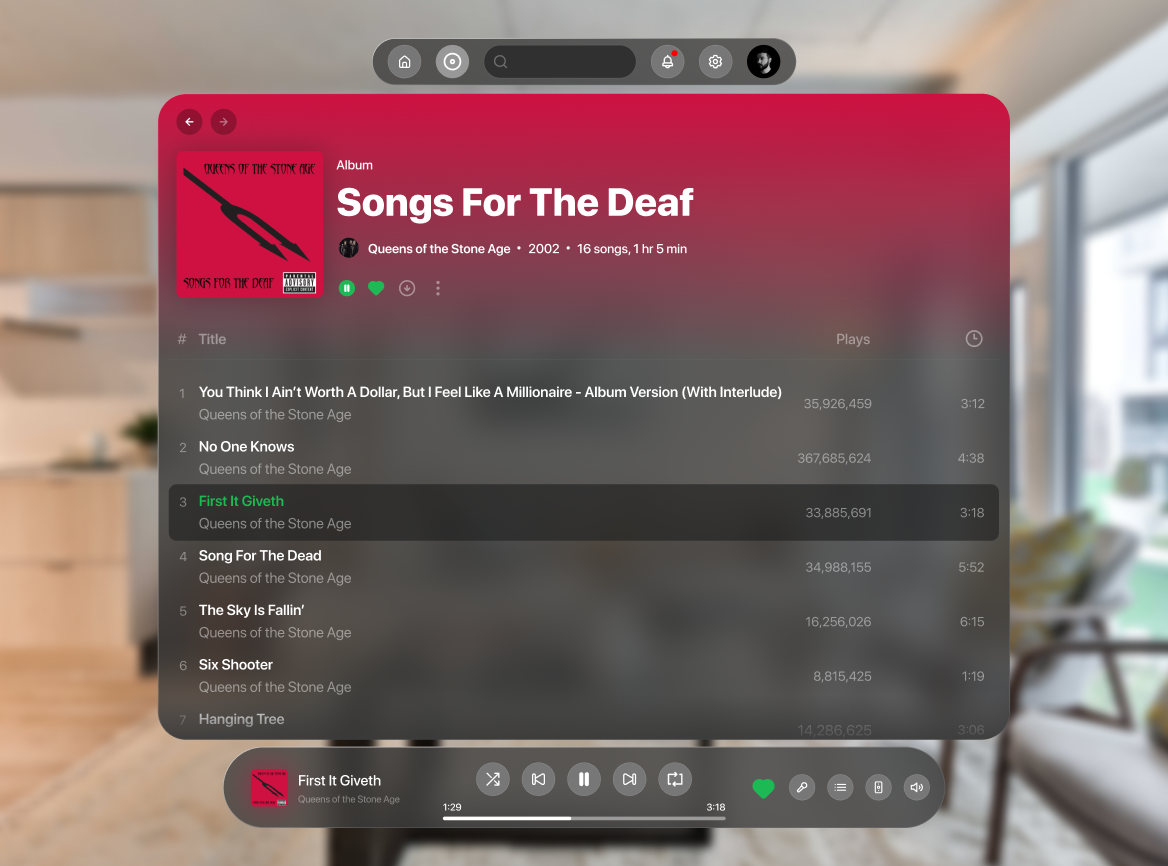 QUEENS OF THE STONE AGE
SONGS FOR THE DEAF
PARENTAL
ADVISORY
EXPLICIT CONTENT
Album
Songs For The Deaf
Queens of the Stone Age • 2002 • 16 songs, 1 hr 5 min
# Title Plays
1 You Think I Ain’t Worth A Dollar, But I Feel Like A Millionaire - Album Version (With Interlude)
Queens of the Stone Age 35,926,459 3:12
2 No One Knows
Queens of the Stone Age 367,685,624 4:38
3 First It Giveth
Queens of the Stone Age 33,885,691 3:18
4 Song For The Dead
Queens of the Stone Age 34,988,155 5:52
5 The Sky Is Fallin’
Queens of the Stone Age 16,256,026 6:15
6 Six Shooter
Queens of the Stone Age 8,815,425 1:19
7 Hanging Tree
14,286,625 3:06
First It Giveth
Queens of the Stone Age
1:29 3:18